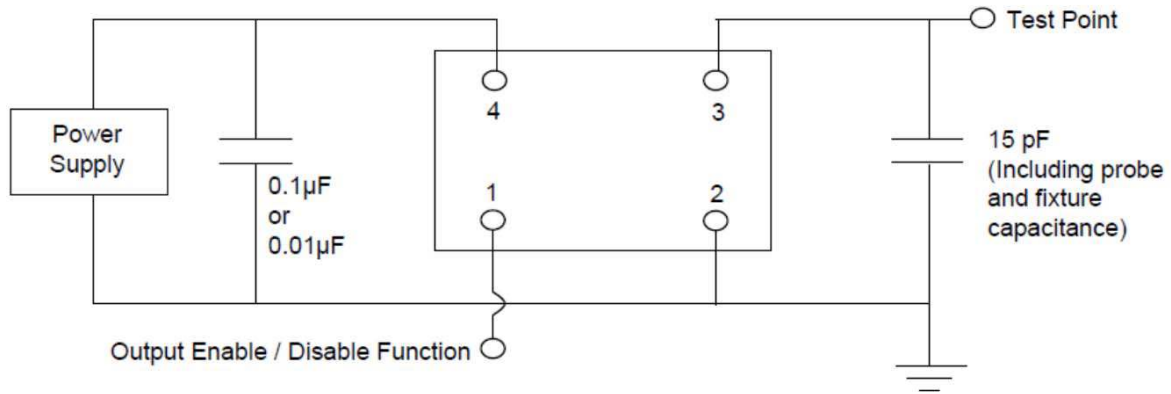 Test Point
4
3
Power
Supply
0.1µF
or
0.01µF
1
2
15 pF
(Including probe
and fixture
capacitance)
Output Enable / Disable Function